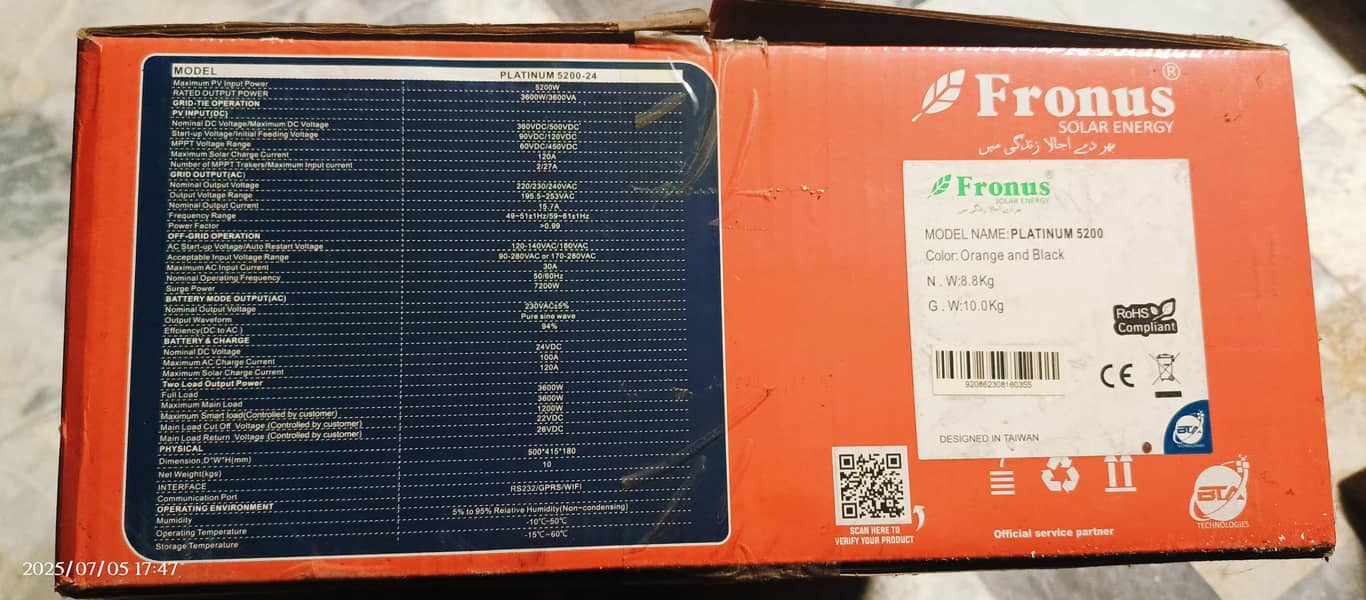 MODEL PLATINUM 5200-24
Maximum PV Input Power 5200W
RATED OUTPUT POWER 3600W/3600VA
GRID-TIE OPERATION
PV INPUT(DC)
Nominal DC Voltage/Maximum DC Voltage 360VDC/500VDC
Start-up Voltage/Initial Feeding Voltage 90VDC/120VDC
MPPT Voltage Range 60VDC/450VDC
Maximum Solar Charge Current 120A
Number of MPPT Trakers/Maximum Input current 2/27A
GRID OUTPUT(AC)
Nominal Output Voltage 220/230/240VAC
Output Voltage Range 195.5~253VAC
Nominal Output Current 15.7A
Frequency Range 49~51±1Hz/59~61±1Hz
Power Factor >0.99
OFF-GRID OPERATION
AC Start-up Voltage/Auto Restart Voltage 120-140VAC/180VAC
Acceptable Input Voltage Range 90-280VAC or 170-280VAC
Maximum AC Input Current 30A
Nominal Operating Frequency 50/60Hz
Surge Power 7200W
BATTERY MODE OUTPUT(AC)
Nominal Output Voltage 230VAC±5%
Output Waveform Pure sine wave
Effciency(DC to AC ) 94%
BATTERY & CHARGE
Nominal DC Voltage 24VDC
Maximum AC Charge Current 100A
Maximum Solar Charge Current 120A
Two Load Output Power
Full Load 3600W
Maximum Main Load 3600W
Maximum Smart load(Controlled by customer) 1200W
Main Load Cut Off Voltage (Controlled by customer) 22VDC
Main Load Return Voltage (Controlled by customer) 26VDC
PHYSICAL
Dimension,D*W*H(mm) 500*415*180
Net Weight(kgs) 10
INTERFACE
Communication Port RS232/GPRS/WIFI
OPERATING ENVIRONMENT
Mumidity 5% to 95% Relative Humidity(Non-condensing)
Operating Temperature -10℃~50℃
Storage Temperature -15℃~60℃
Fronus®
SOLAR ENERGY
بھر دے اجالا زندگی میں
Fronus®
SOLAR ENERGY
بھر دے اجالا زندگی میں
MODEL NAME:PLATINUM 5200
Color: Orange and Black
N . W:8.8Kg
G . W:10.0Kg
RoHS
Compliant
920862308160355
CE
DESIGNED IN TAIWAN
BTA
TECHNOLOGIES
SCAN HERE TO
VERIFY YOUR PRODUCT
Official service partner
BTA
TECHNOLOGIES
2025/07/05 17:47